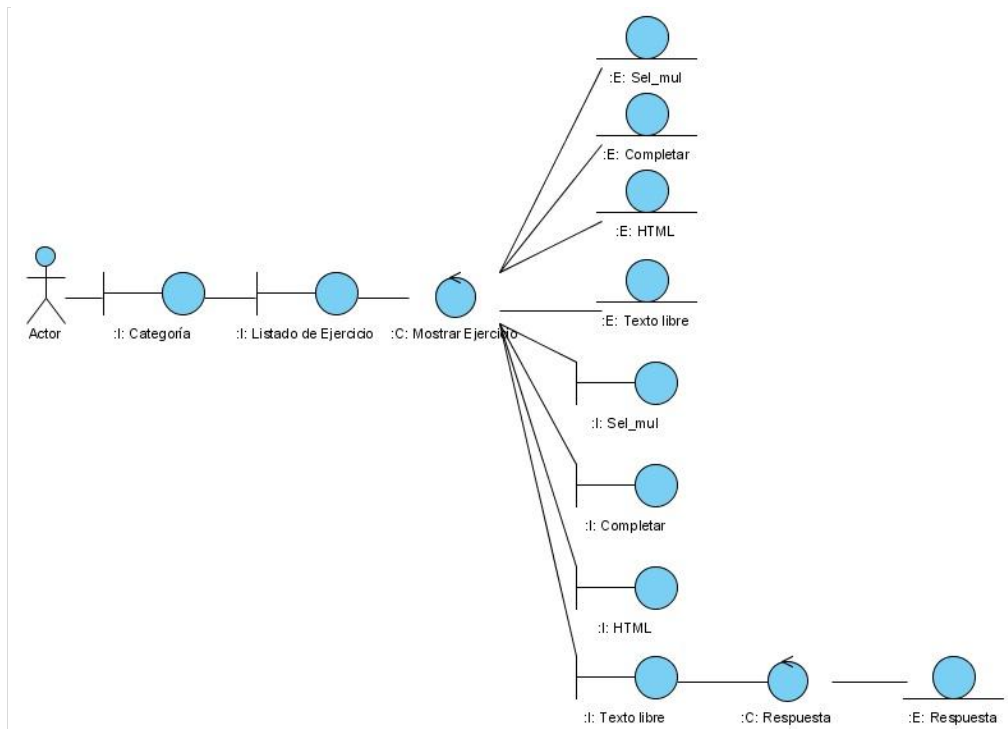 :E: Sel_mul
:E: Completar
:E: HTML
:E: Texto libre
Actor
:I: Categoría
:I: Listado de Ejercicio
:C: Mostrar Ejercicio
:I: Sel_mul
:I: Completar
:I: HTML
:I: Texto libre
:C: Respuesta
:E: Respuesta